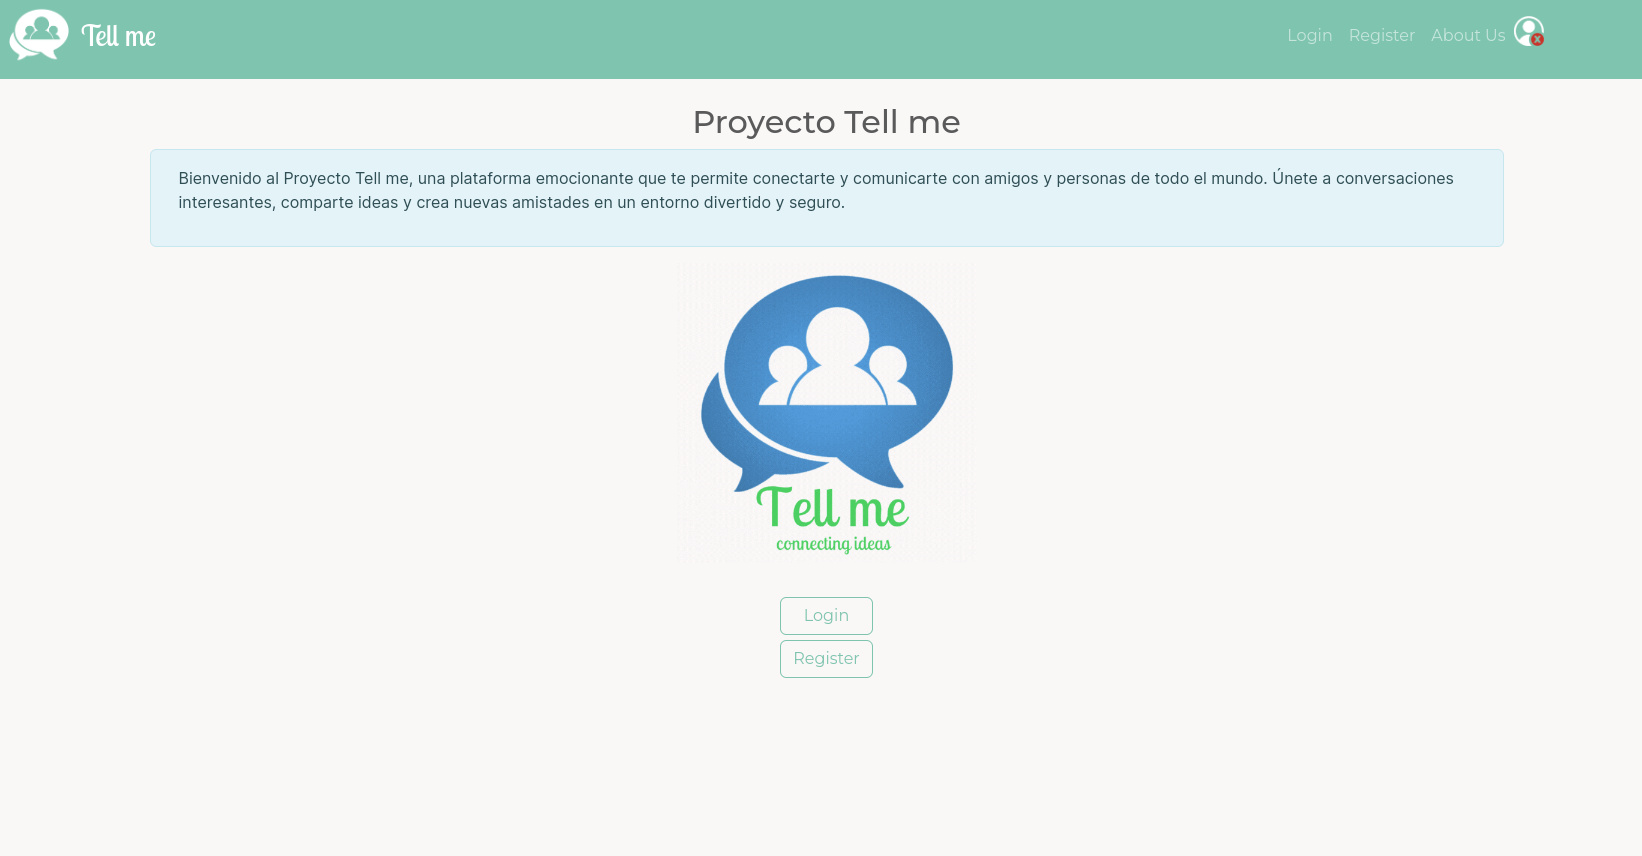 Tell me
Login
Register
About Us
x
Proyecto Tell me
Bienvenido al Proyecto Tell me, una plataforma emocionante que te permite conectarte y comunicarte con amigos y personas de todo el mundo. Únete a conversaciones
interesantes, comparte ideas y crea nuevas amistades en un entorno divertido y seguro.
Tell me
connecting ideas
Login
Register